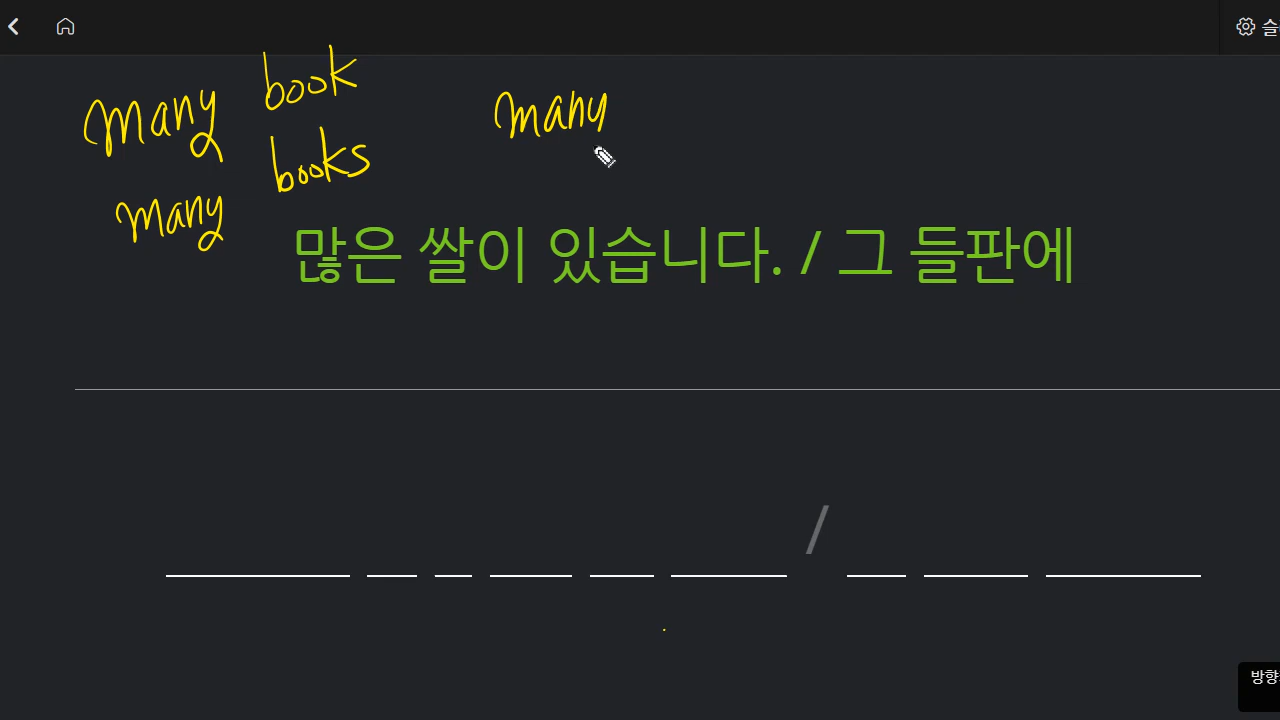 슬
many book many
many books
많은 쌀이 있습니다. / 그 들판에
/
방향